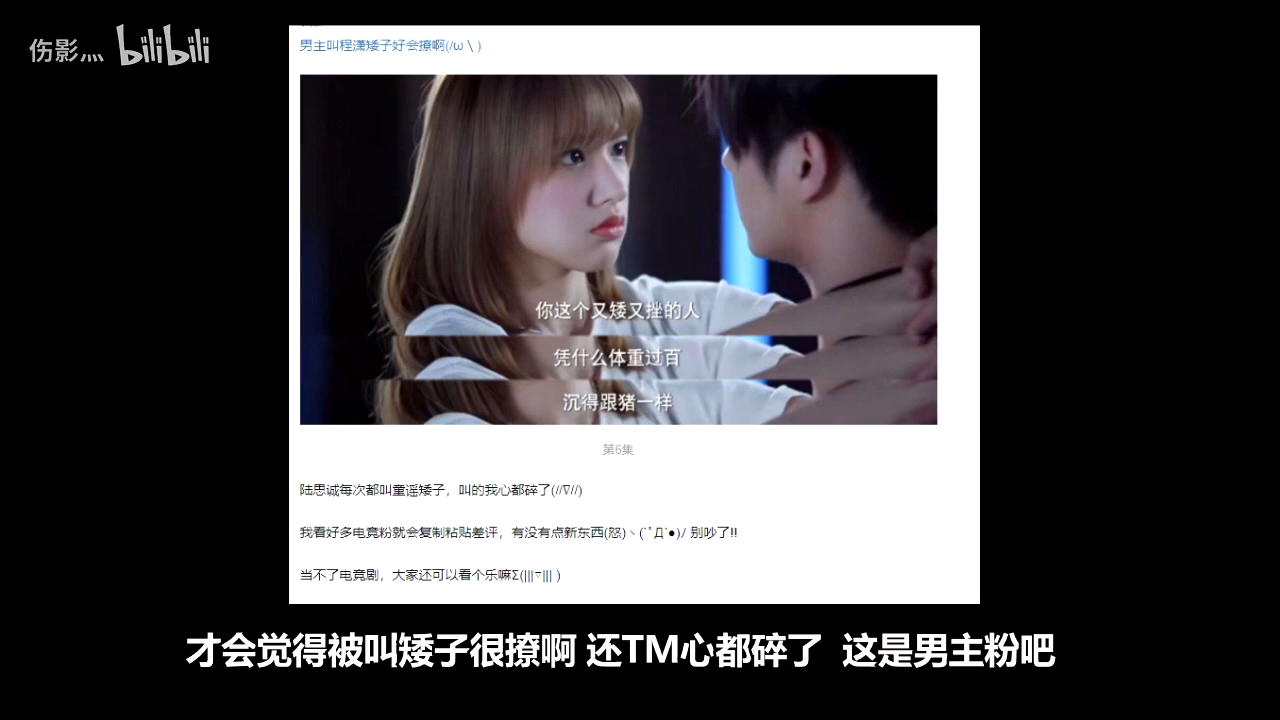 伤影灬 bilibili
男主叫程潇矮子好会撩啊(/ω＼)
你这个又矮又挫的人
凭什么体重过百
沉得跟猪一样
第6集
陆思诚每次都叫童谣矮子，叫的我心都碎了(//∇//)
我看好多电竞粉就会复制粘贴差评，有没有点新东西(怒)ヽ(`ﾟД´●)/ 别吵了!!
当不了电竞剧，大家还可以看个乐嘛Σ(|||▽||| )
才会觉得被叫矮子很撩啊 还TM心都碎了 这是男主粉吧